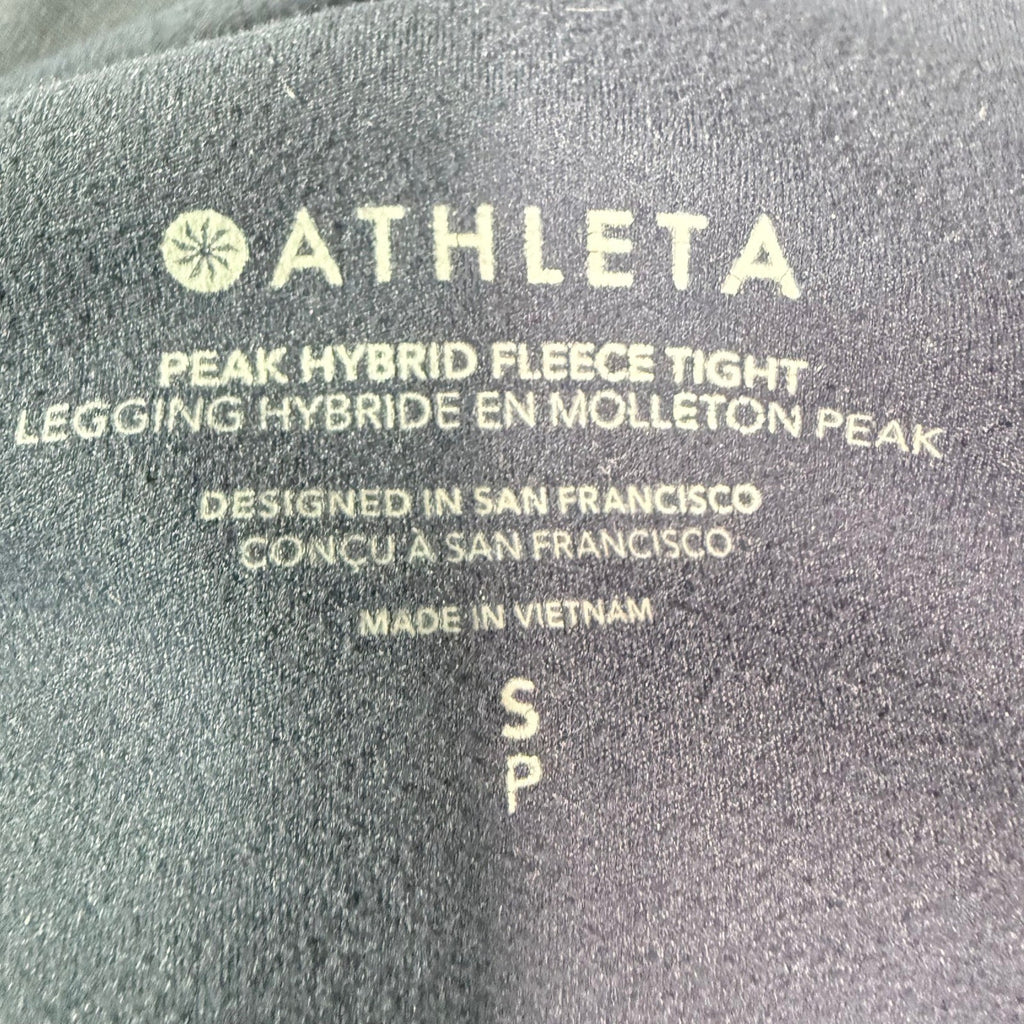 ATHLETA
PEAK HYBRID FLEECE TIGHT
LEGGING HYBRIDE EN MOLLETON PEAK
DESIGNED IN SAN FRANCISCO
CONÇU À SAN FRANCISCO
MADE IN VIETNAM
S
P